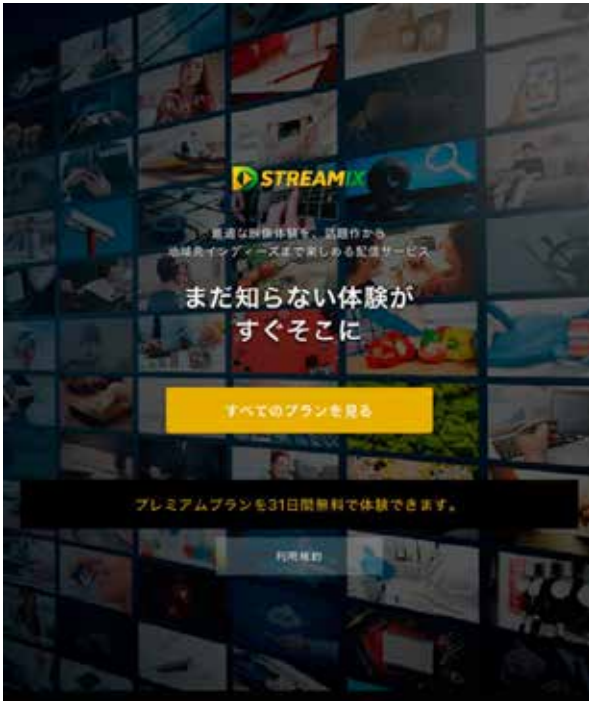 STREAMIX
最適な映像体験を、話題作から
地域発インディーズまで楽しめる配信サービス
まだ知らない体験が
すぐそこに
すべてのプランを見る
プレミアムプランを31日間無料で体験できます。
利用規約